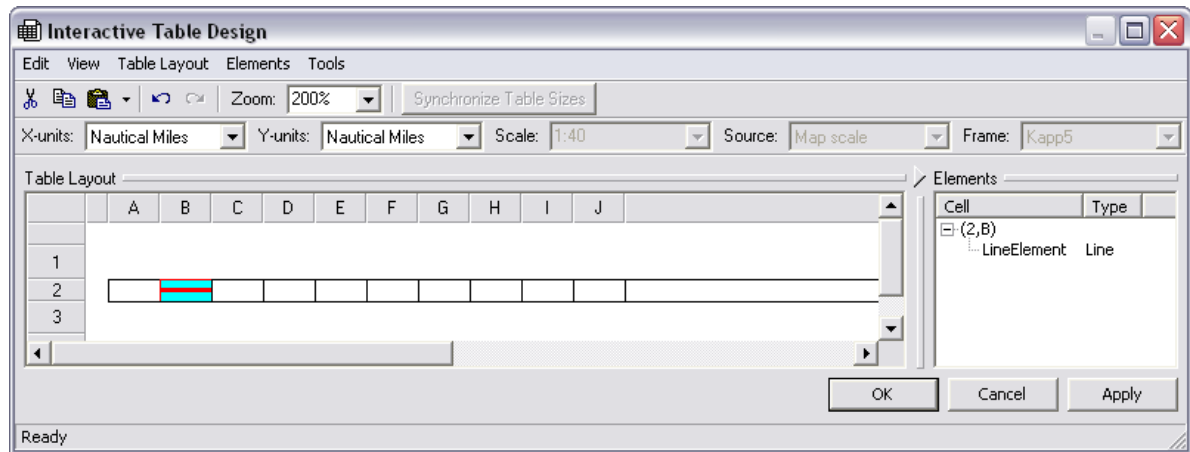 Interactive Table Design
Edit View Table Layout Elements Tools
Zoom: 200% Synchronize Table Sizes
X-units: Nautical Miles Y-units: Nautical Miles Scale: 1:40 Source: Map scale Frame: Kapp5
Table Layout Elements
A B C D E F G H I J Cell Type
(2,B)
LineElement Line
1
2
3
OK Cancel Apply
Ready